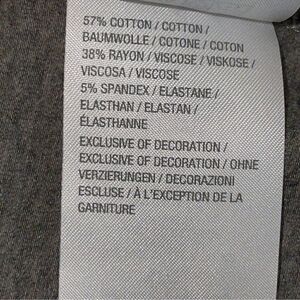 57% COTTON / COTTON /
BAUMWOLLE / COTONE / COTON
38% RAYON / VISCOSE / VISKOSE /
VISCOSA / VISCOSE
5% SPANDEX / ELASTANE /
ELASTHAN / ELASTAN /
ÉLASTHANNE
EXCLUSIVE OF DECORATION /
EXCLUSIVE OF DECORATION / OHNE
VERZIERUNGEN / DECORAZIONI
ESCLUSE / À L'EXCEPTION DE LA
GARNITURE